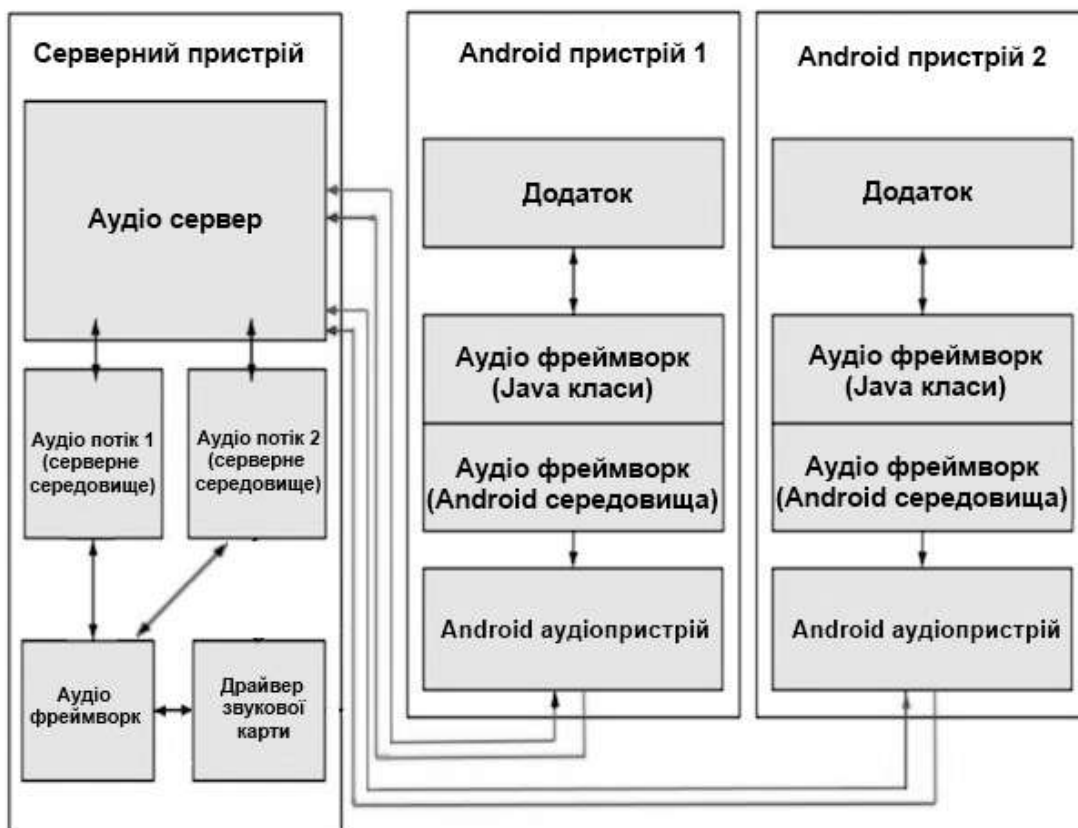 Серверний пристрій
Аудіо сервер
Аудіо потік 1
(серверне
середовище)
Аудіо потік 2
(серверне
середовище)
Аудіо
фреймворк
Драйвер
звукової
карти
Android пристрій 1
Додаток
Аудіо фреймворк
(Java класи)
Аудіо фреймворк
(Android середовища)
Android аудіопристрій
Android пристрій 2
Додаток
Аудіо фреймворк
(Java класи)
Аудіо фреймворк
(Android середовища)
Android аудіопристрій